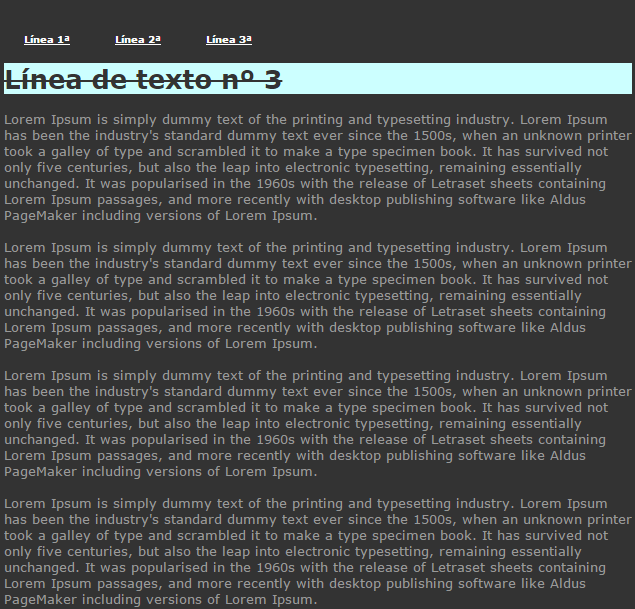 Línea 1ª Línea 2ª Línea 3ª
Línea de texto nº 3
Lorem Ipsum is simply dummy text of the printing and typesetting industry. Lorem Ipsum
has been the industry's standard dummy text ever since the 1500s, when an unknown printer
took a galley of type and scrambled it to make a type specimen book. It has survived not
only five centuries, but also the leap into electronic typesetting, remaining essentially
unchanged. It was popularised in the 1960s with the release of Letraset sheets containing
Lorem Ipsum passages, and more recently with desktop publishing software like Aldus
PageMaker including versions of Lorem Ipsum.
Lorem Ipsum is simply dummy text of the printing and typesetting industry. Lorem Ipsum
has been the industry's standard dummy text ever since the 1500s, when an unknown printer
took a galley of type and scrambled it to make a type specimen book. It has survived not
only five centuries, but also the leap into electronic typesetting, remaining essentially
unchanged. It was popularised in the 1960s with the release of Letraset sheets containing
Lorem Ipsum passages, and more recently with desktop publishing software like Aldus
PageMaker including versions of Lorem Ipsum.
Lorem Ipsum is simply dummy text of the printing and typesetting industry. Lorem Ipsum
has been the industry's standard dummy text ever since the 1500s, when an unknown printer
took a galley of type and scrambled it to make a type specimen book. It has survived not
only five centuries, but also the leap into electronic typesetting, remaining essentially
unchanged. It was popularised in the 1960s with the release of Letraset sheets containing
Lorem Ipsum passages, and more recently with desktop publishing software like Aldus
PageMaker including versions of Lorem Ipsum.
Lorem Ipsum is simply dummy text of the printing and typesetting industry. Lorem Ipsum
has been the industry's standard dummy text ever since the 1500s, when an unknown printer
took a galley of type and scrambled it to make a type specimen book. It has survived not
only five centuries, but also the leap into electronic typesetting, remaining essentially
unchanged. It was popularised in the 1960s with the release of Letraset sheets containing
Lorem Ipsum passages, and more recently with desktop publishing software like Aldus
PageMaker including versions of Lorem Ipsum.